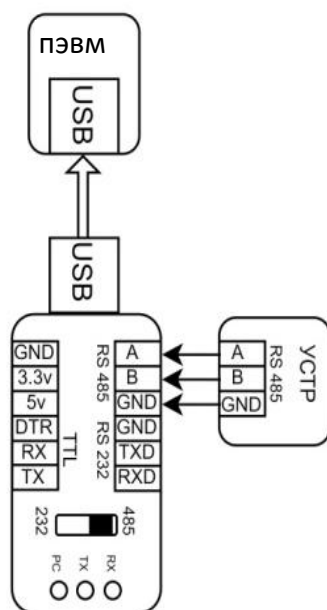 ПЭВМ
USB
USB
GND
3.3v
5v
DTR
RX
TX
TTL
RS 485
A
B
GND
RS 232
GND
TXD
RXD
A
B
GND
RS 485
УСТР
232
485
PC
TX
RX